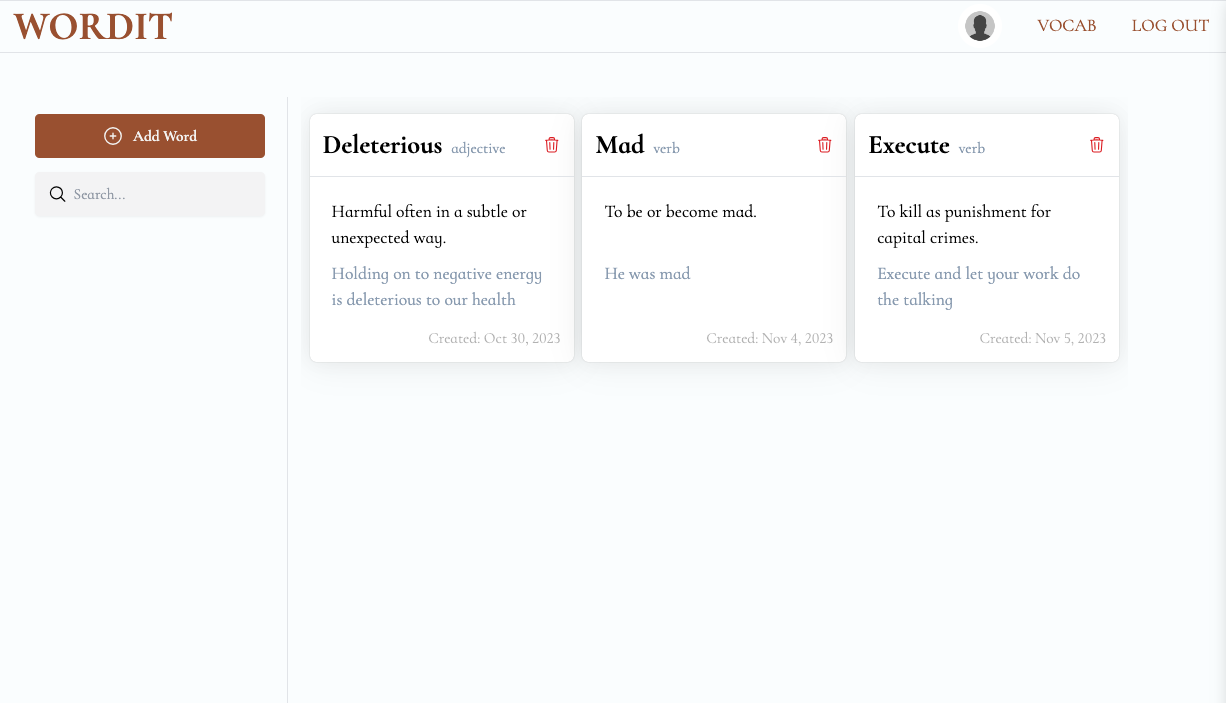 WORDIT
VOCAB
LOG OUT
Add Word
Search...
Deleterious adjective
Harmful often in a subtle or
unexpected way.
Holding on to negative energy
is deleterious to our health
Created: Oct 30, 2023
Mad verb
To be or become mad.
He was mad
Created: Nov 4, 2023
Execute verb
To kill as punishment for
capital crimes.
Execute and let your work do
the talking
Created: Nov 5, 2023